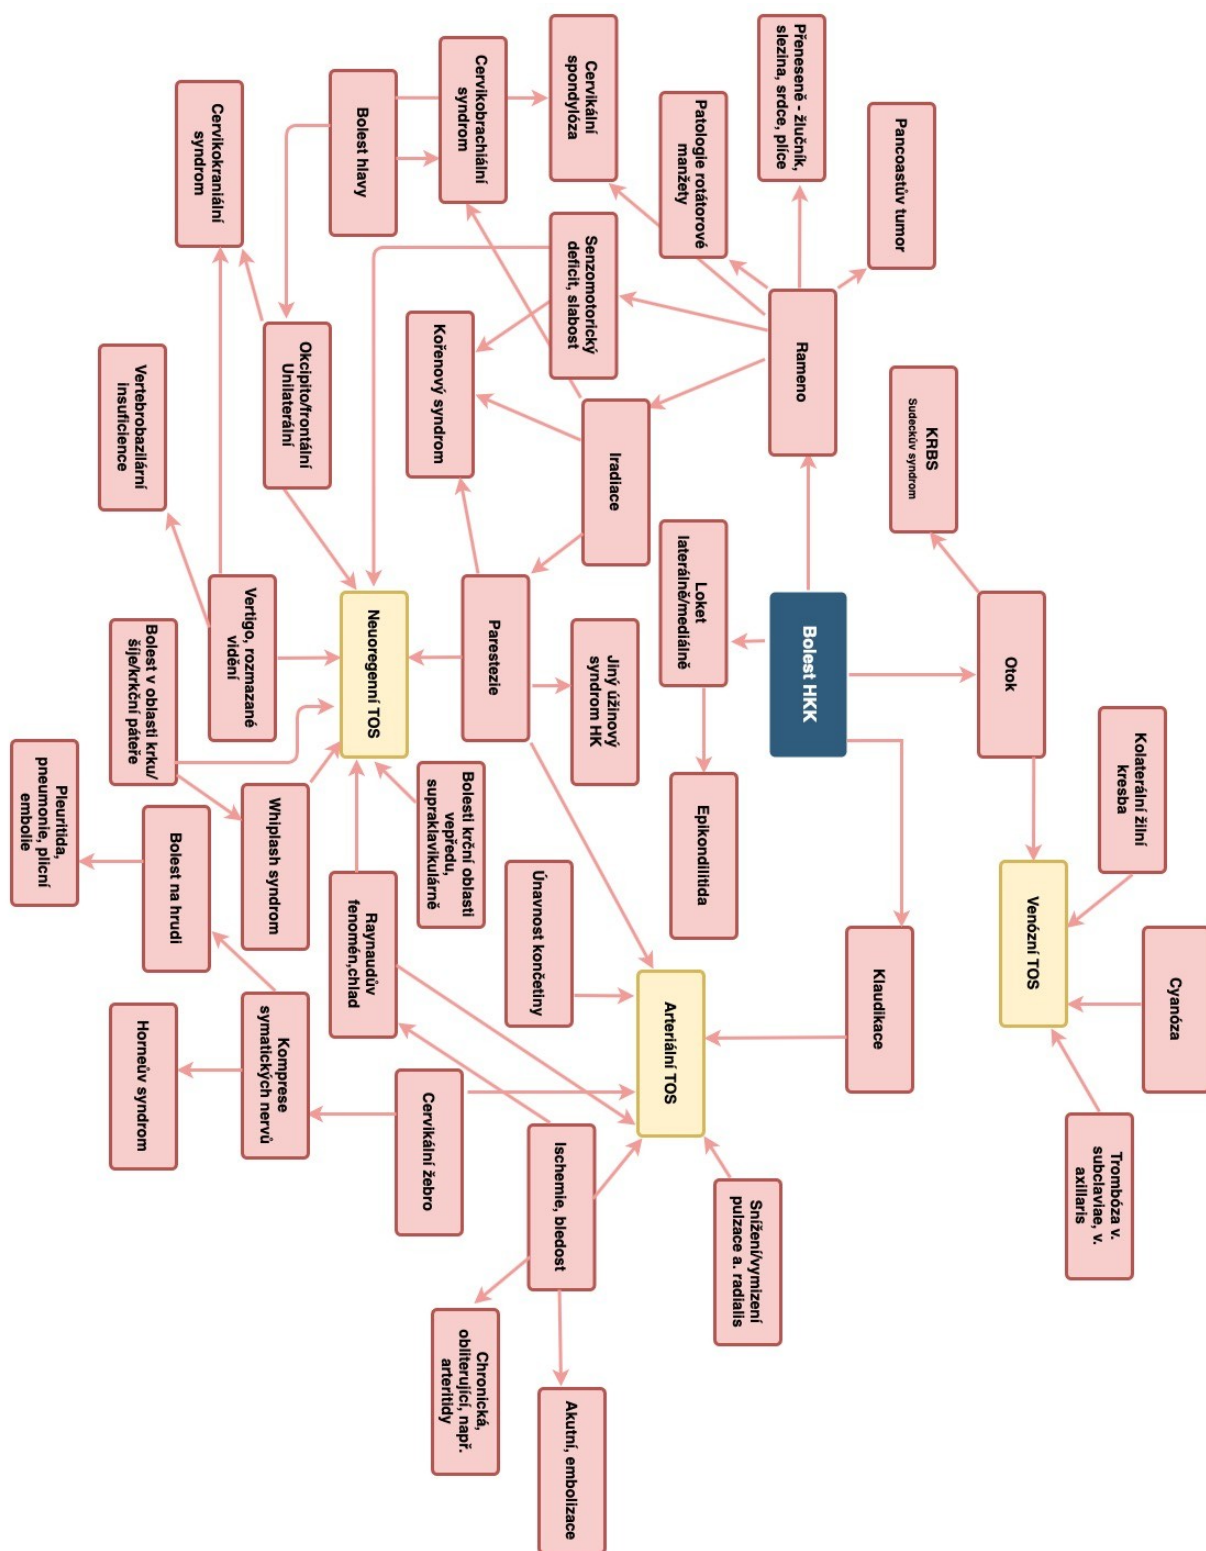 Cyanóza
Kolaterální žilní
kresba
Trombóza v.
subclaviae, v.
axillaris
Otok
Venózní TOS
KRBS
sudeckův syndrom
Pancoastův tumor
Klaudikace
Přeneseně - žlučník,
slezina, srdce, plíce
Rameno
Bolest HKK
Snížení/vymizení
pulzace a. radialis
Patologie rotátorové
manžety
Loket
laterálně/mediálně
Epikondilitida
Arteriální TOS
Cervikální
spondylóza
Senzomotorický
deficit, slabost
Iradiace
Jiný úžinový
syndrom HK
Únavnost končetiny
Ischemie, bledost
Akutní, embolizace
Cervikobrachiální
syndrom
Kořenový syndrom
Parestezie
Bolesti krční oblasti
vepředu,
supraklavikulárně
Cervikální žebro
Chronická,
obliterující, např.
arteritidy
Bolest hlavy
Neuoregenní TOS
Raynaudův
fenomén,chlad
Okcipito/frontální
Unilaterální
Whiplash syndrom
Komprese
symatických nervů
Cervikokraniální
syndrom
Vertigo, rozmazané
vidění
Bolest na hrudi
Vertebrobazilární
insuficience
Bolest v oblasti krku/
šíje/krkční páteře
Horneův syndrom
Pleuritida,
pneumonie, plicní
embolie